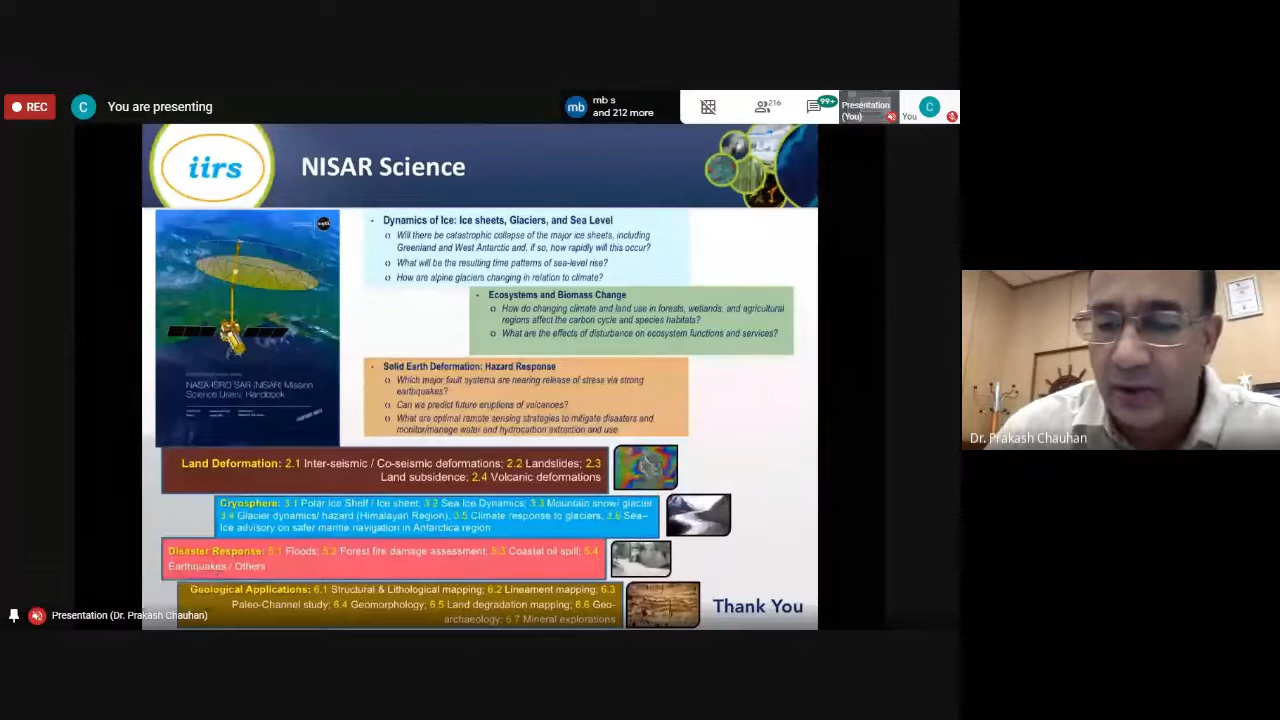 REC
C
You are presenting
mb
mb s
and 212 more
216
99+
Presentation
(You)
You
C
iirs
NISAR Science
NASA-ISRO SAR (NISAR) Mission
Science Users' Handbook
- Dynamics of Ice: Ice sheets, Glaciers, and Sea Level
o Will there be catastrophic collapse of the major ice sheets, including
Greenland and West Antarctic and, if so, how rapidly will this occur?
o What will be the resulting time patterns of sea-level rise?
o How are alpine glaciers changing in relation to climate?
- Ecosystems and Biomass Change
o How do changing climate and land use in forests, wetlands, and agricultural
regions affect the carbon cycle and species habitats?
o What are the effects of disturbance on ecosystem functions and services?
- Solid Earth Deformation: Hazard Response
o Which major fault systems are nearing release of stress via strong
earthquakes?
o Can we predict future eruptions of volcanoes?
o What are optimal remote sensing strategies to mitigate disasters and
monitor/manage water and hydrocarbon extraction and use
Land Deformation: 2.1 Inter-seismic / Co-seismic deformations; 2.2 Landslides; 2.3
Land subsidence; 2.4 Volcanic deformations
Cryosphere: 3.1 Polar Ice Shelf / Ice sheet, 3.2 Sea Ice Dynamics; 3.3 Mountain snow/ glacier
3.4 Glacier dynamics/ hazard (Himalayan Region), 3.5 Climate response to glaciers, 3.6 Sea–
Ice advisory on safer marine navigation in Antarctica region
Disaster Response: 5.1 Floods; 5.2 Forest fire damage assessment; 5.3 Coastal oil spill; 5.4
Earthquakes / Others
Geological Applications: 6.1 Structural & Lithological mapping; 6.2 Lineament mapping; 6.3
Paleo-Channel study; 6.4 Geomorphology; 6.5 Land degradation mapping; 6.6 Geo-
archaeology; 6.7 Mineral explorations
Thank You
Presentation (Dr. Prakash Chauhan)
Dr. Prakash Chauhan